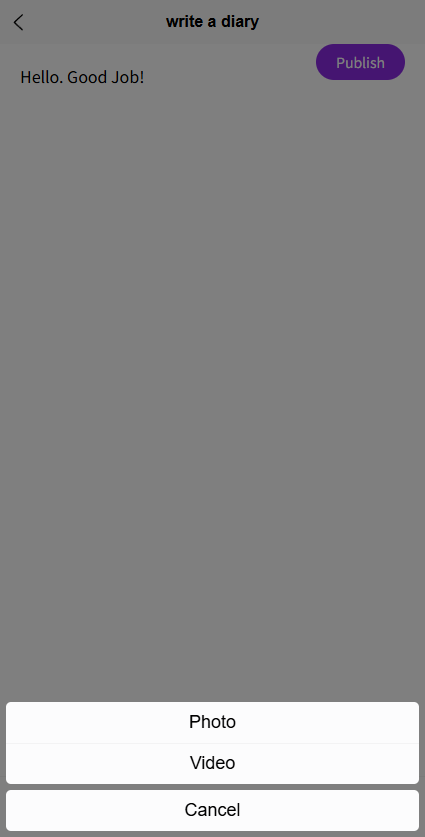 write a diary
Publish
Hello. Good Job!
Photo
Video
Cancel